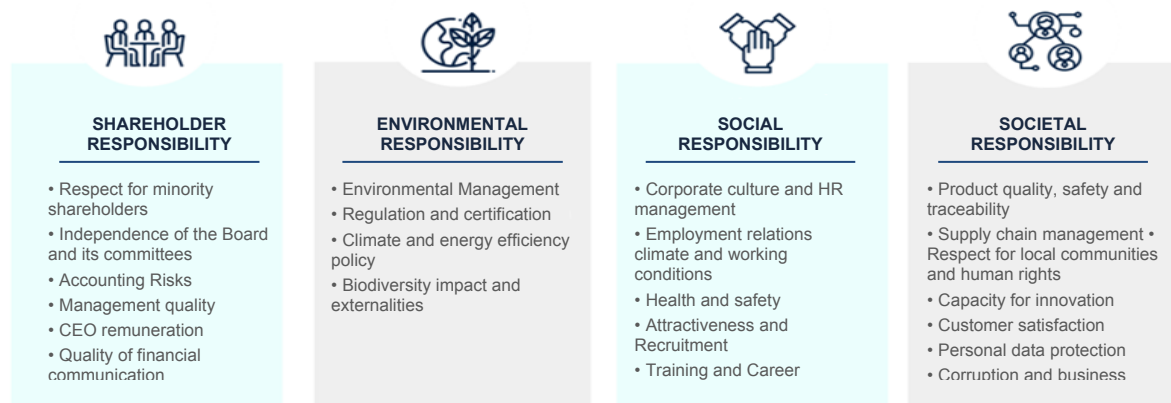 SHAREHOLDER
RESPONSIBILITY
• Respect for minority
shareholders
• Independence of the Board
and its committees
• Accounting Risks
• Management quality
• CEO remuneration
• Quality of financial
communication
ENVIRONMENTAL
RESPONSIBILITY
• Environmental Management
• Regulation and certification
• Climate and energy efficiency
policy
• Biodiversity impact and
externalities
SOCIAL
RESPONSIBILITY
• Corporate culture and HR
management
• Employment relations
climate and working
conditions
• Health and safety
• Attractiveness and
Recruitment
• Training and Career
SOCIETAL
RESPONSIBILITY
• Product quality, safety and
traceability
• Supply chain management •
Respect for local communities
and human rights
• Capacity for innovation
• Customer satisfaction
• Personal data protection
• Corruption and business